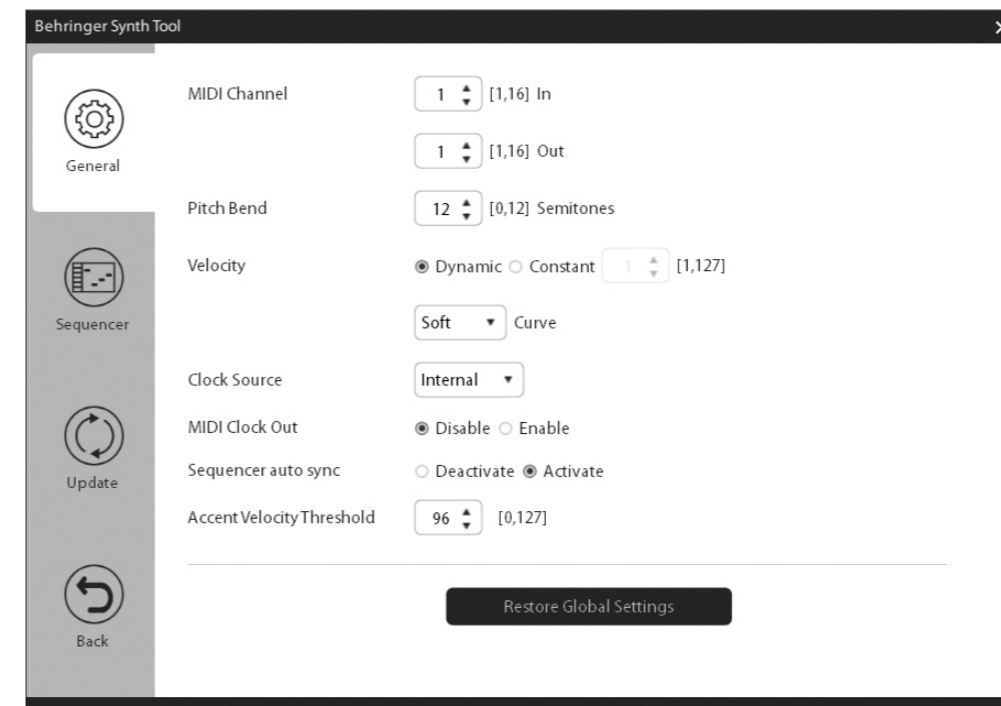 Behringer Synth Tool
General
Sequencer
Update
Back
MIDI Channel 1 [1,16] In
1 [1,16] Out
Pitch Bend 12 [0,12] Semitones
Velocity Dynamic Constant 1 [1,127]
Soft Curve
Clock Source Internal
MIDI Clock Out Disable Enable
Sequencer auto sync Deactivate Activate
Accent Velocity Threshold 96 [0,127]
Restore Global Settings